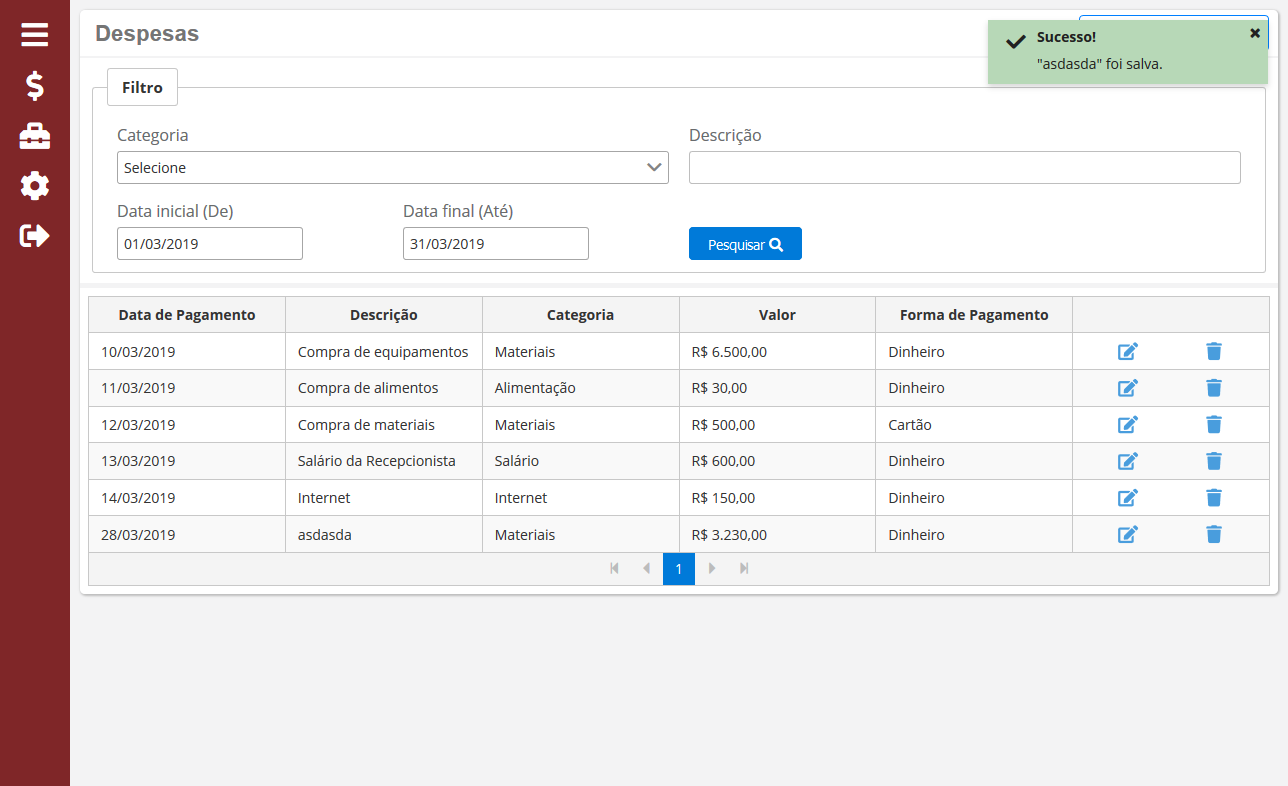 Despesas
Sucesso!
"asdasda" foi salva.
Filtro
Categoria Descrição
Selecione
Data inicial (De) Data final (Até)
01/03/2019 31/03/2019 Pesquisar
Data de Pagamento Descrição Categoria Valor Forma de Pagamento
10/03/2019 Compra de equipamentos Materiais R$ 6.500,00 Dinheiro
11/03/2019 Compra de alimentos Alimentação R$ 30,00 Dinheiro
12/03/2019 Compra de materiais Materiais R$ 500,00 Cartão
13/03/2019 Salário da Recepcionista Salário R$ 600,00 Dinheiro
14/03/2019 Internet Internet R$ 150,00 Dinheiro
28/03/2019 asdasda Materiais R$ 3.230,00 Dinheiro
1